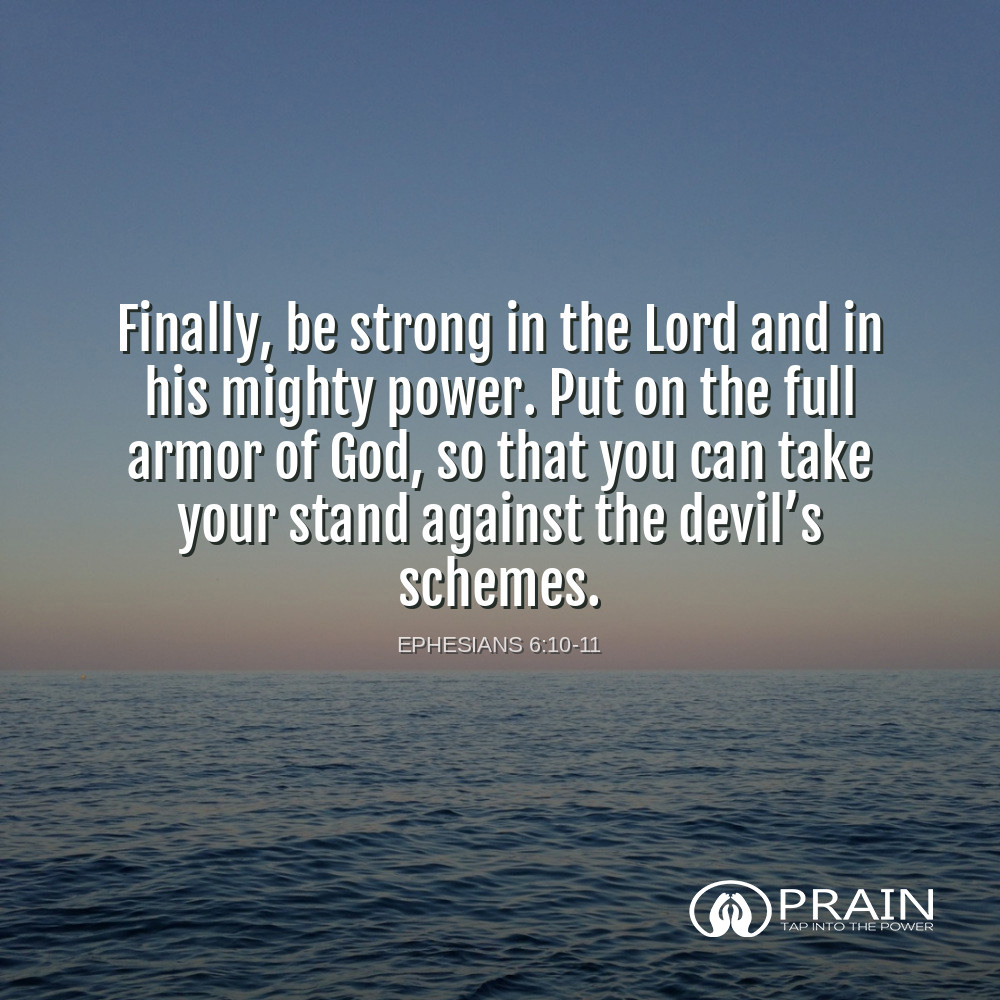 Finally, be strong in the Lord and in
his mighty power. Put on the full
armor of God, so that you can take
your stand against the devil’s
schemes.
EPHESIANS 6:10-11
PRAIN
TAP INTO THE POWER